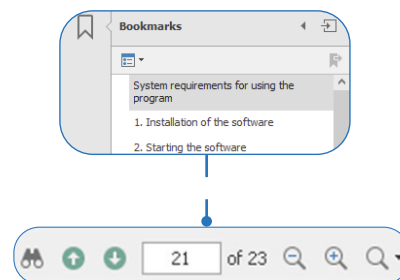 Bookmarks
System requirements for using the
program
1. Installation of the software
2. Starting the software
21 of 23